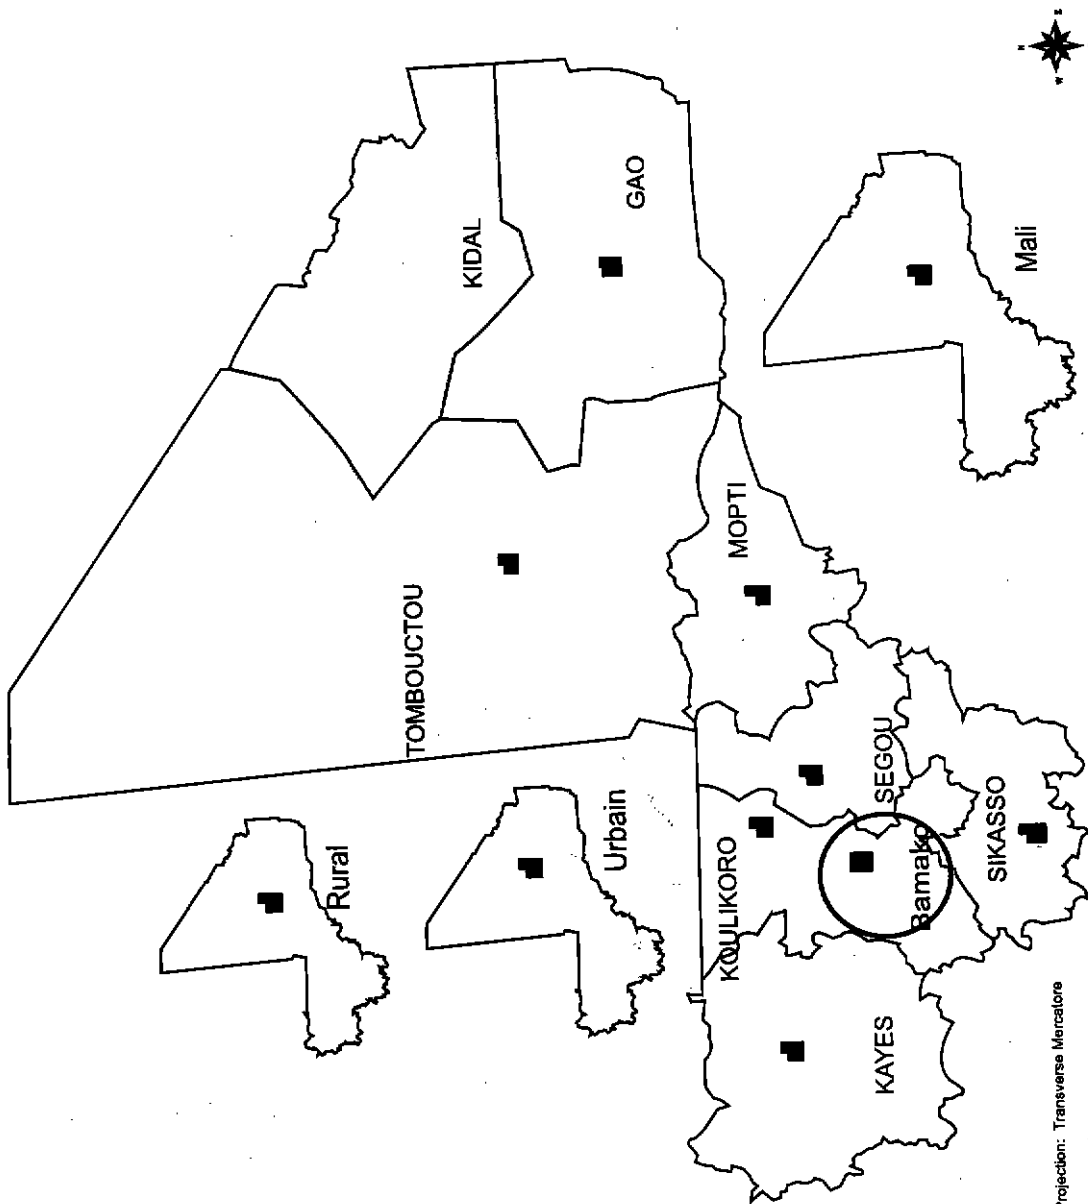 TOMBOUCTOU
KIDAL
GAO
Rural
Urbain
MOPTI
KOULIKORO
SEGOU
KAYES
Bamako
SIKASSO
Mali
Projection: Transverse Mercatore